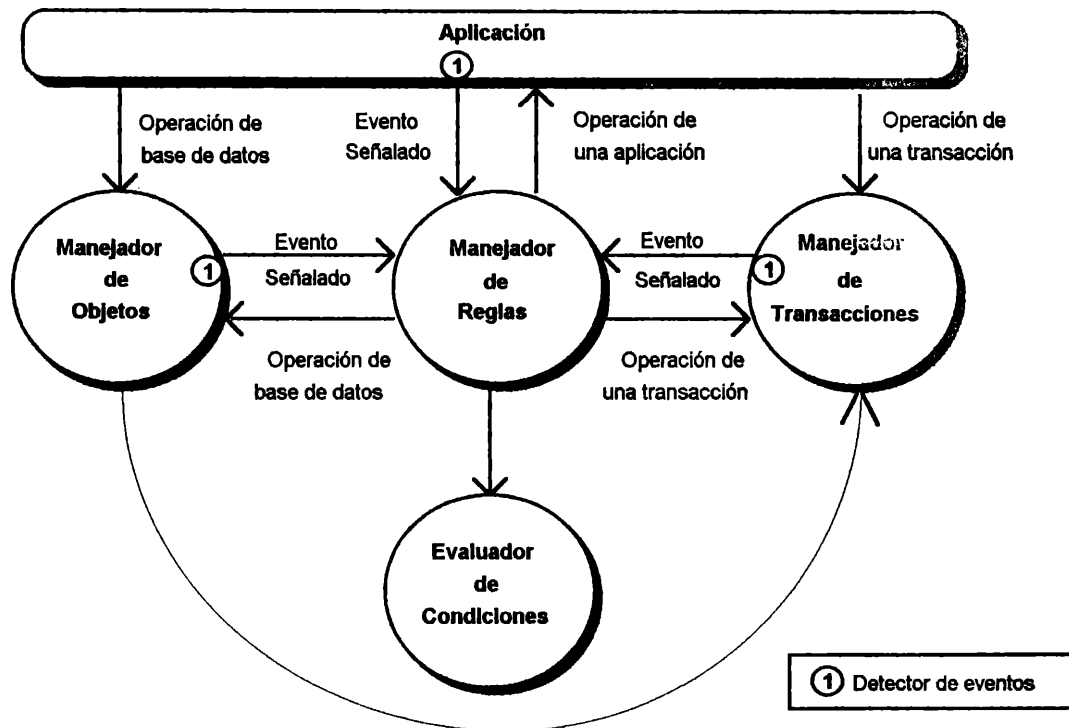 Aplicación
1
Operación de
base de datos
Evento
Señalado
Operación de
una aplicación
Operación de
una transacción
Manejador
de
Objetos
1
Evento
Señalado
Manejador
de
Reglas
Evento
Señalado
1
Manejador
de
Transacciones
Operación de
base de datos
Operación de
una transacción
Evaluador
de
Condiciones
1 Detector de eventos